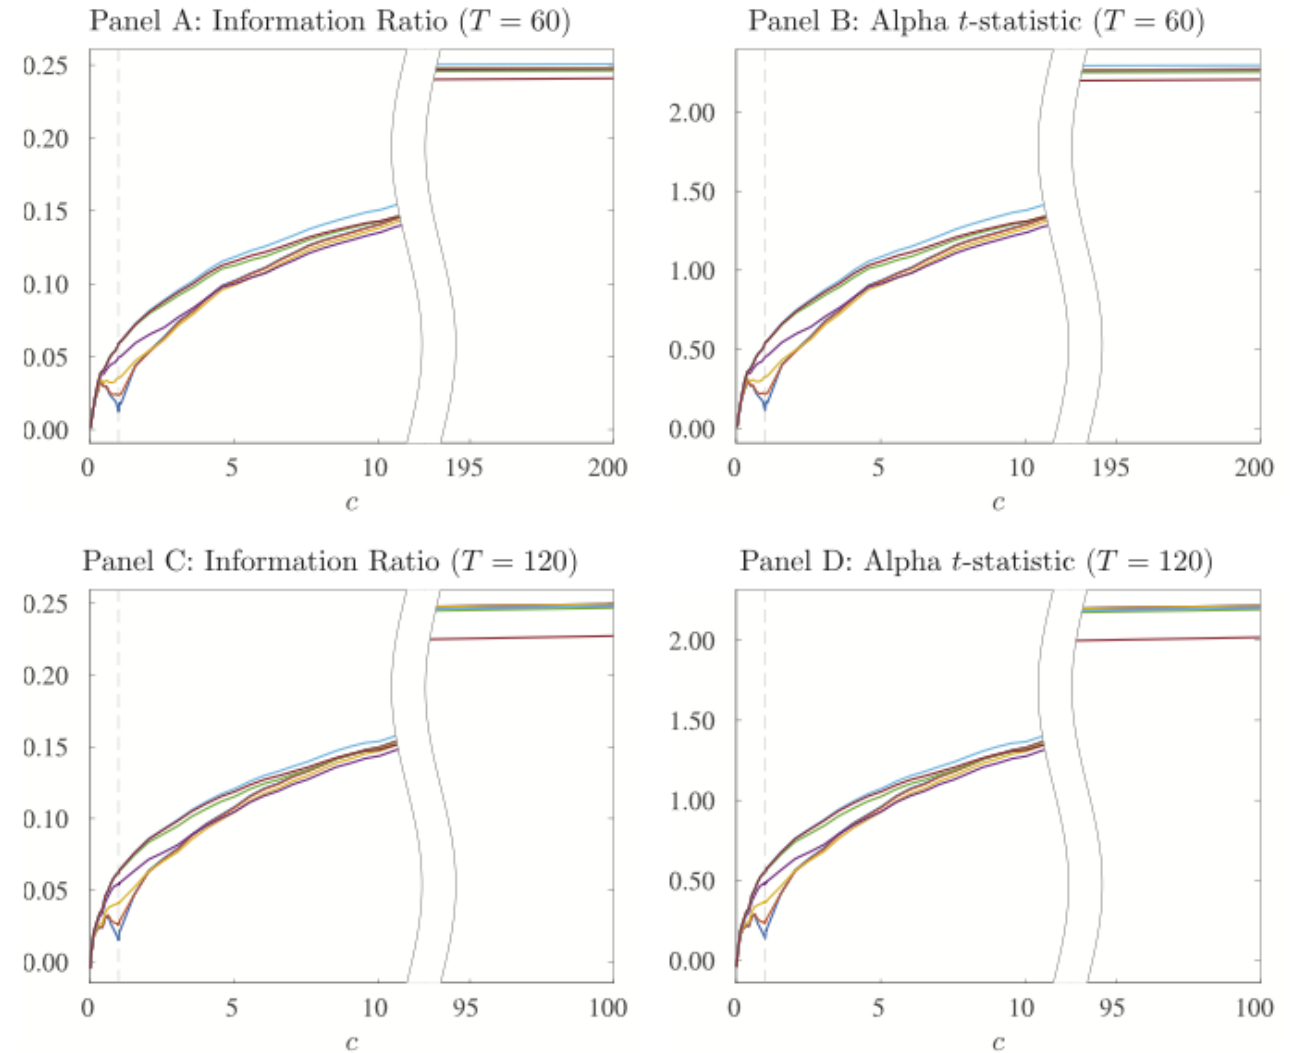 Panel A: Information Ratio (T = 60)
0.25
0.20
0.15
0.10
0.05
0.00
0 5 10 195 200
c
Panel B: Alpha t-statistic (T = 60)
2.00
1.50
1.00
0.50
0.00
0 5 10 195 200
c
Panel C: Information Ratio (T = 120)
0.25
0.20
0.15
0.10
0.05
0.00
0 5 10 95 100
c
Panel D: Alpha t-statistic (T = 120)
2.00
1.50
1.00
0.50
0.00
0 5 10 95 100
c